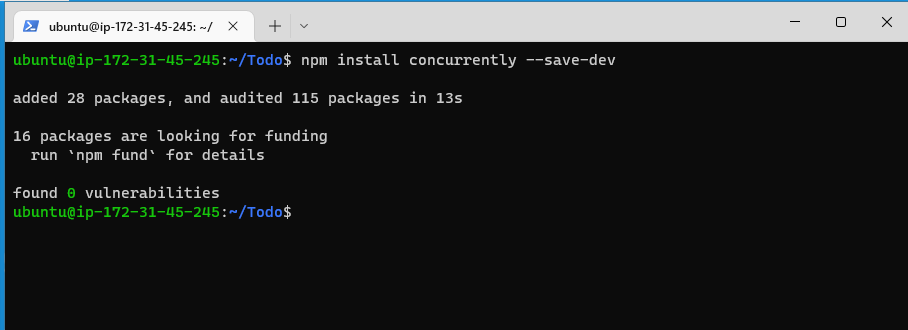 ubuntu@ip-172-31-45-245: ~/
ubuntu@ip-172-31-45-245:~/Todo$ npm install concurrently --save-dev
added 28 packages, and audited 115 packages in 13s
16 packages are looking for funding
  run `npm fund` for details
found 0 vulnerabilities
ubuntu@ip-172-31-45-245:~/Todo$